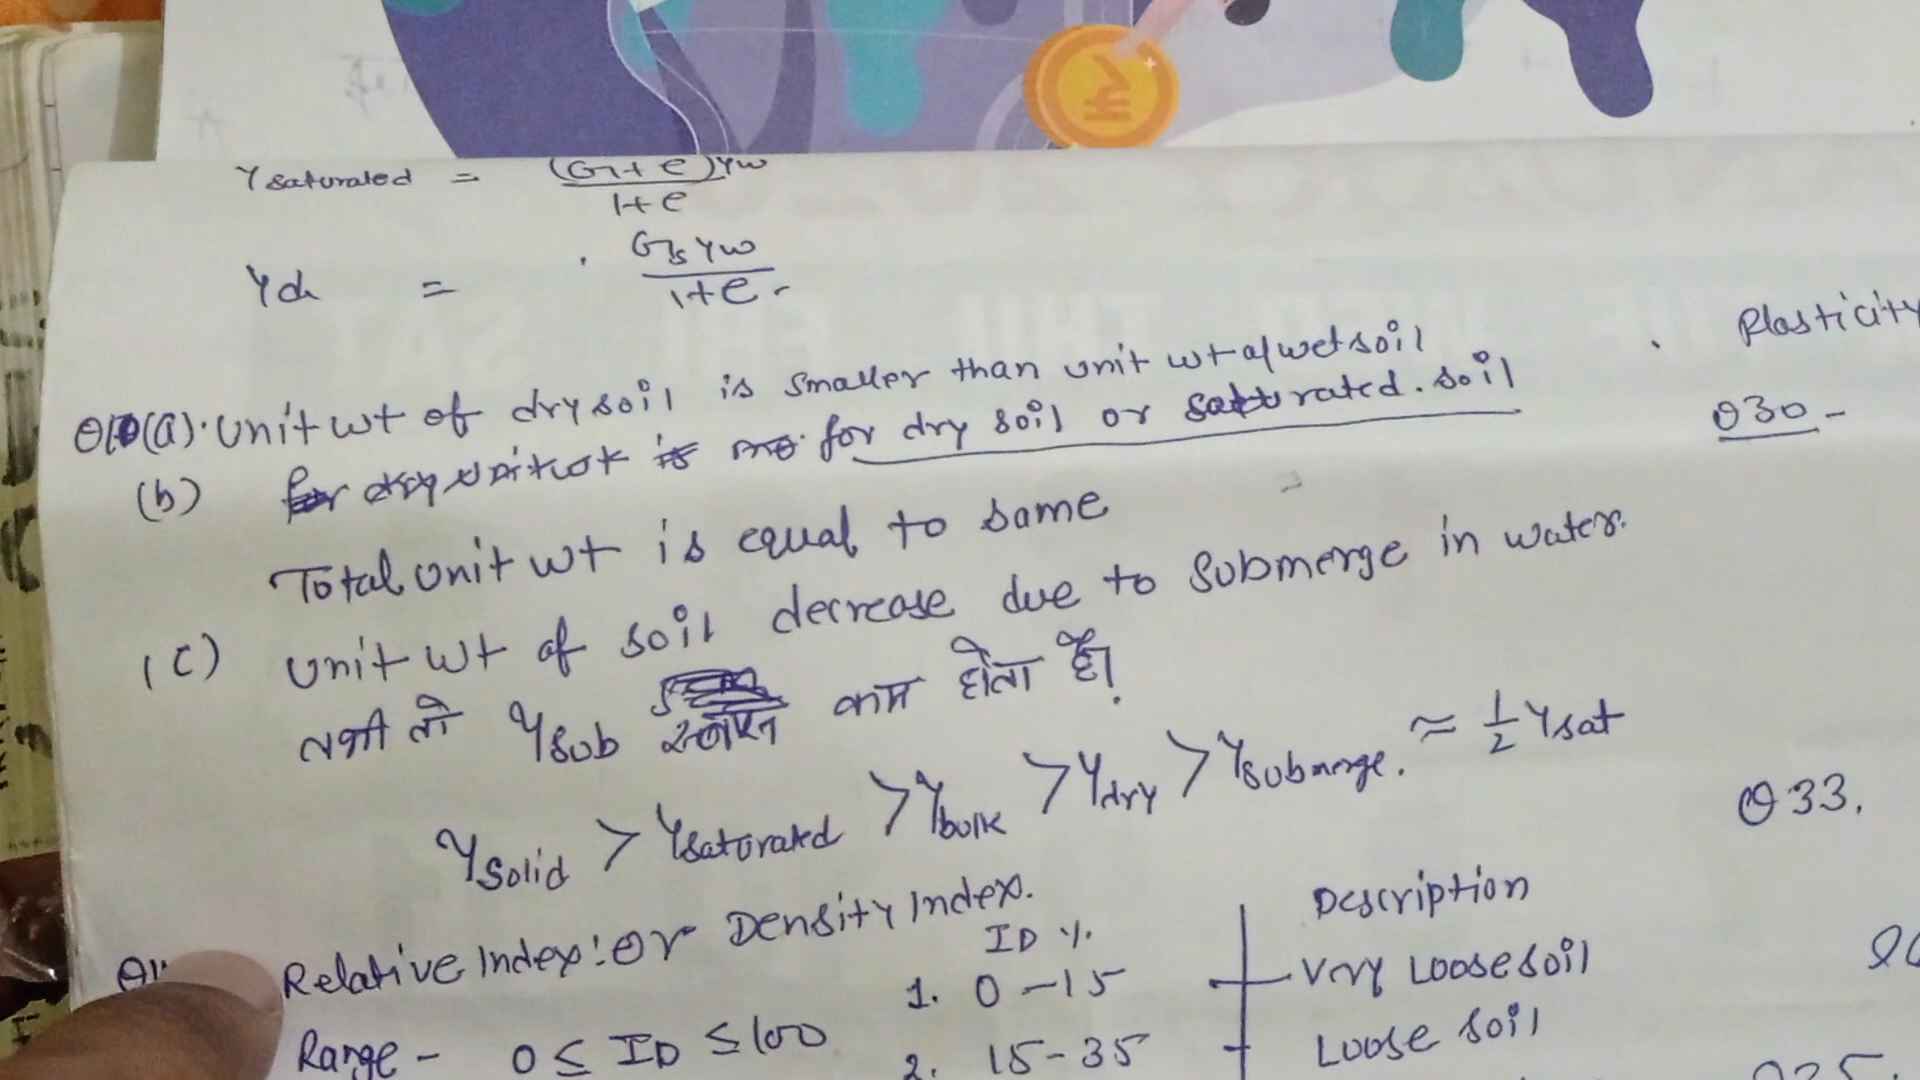 γsaturated = (G+e)γw / 1+e
γd = Gsγw / 1+e
(a). Unit wt of dry soil is smaller than unit wt of wet soil
(b) for dry soil or saturated. soil
Total unit wt is equal to same
(c) unit wt of soil decrease due to submerge in water.
तभी तो γsub कम होता है।
γsolid > γsaturated > γbulk > γdry > γsubmerge. ≈ 1/2 γsat
Relative Index: or Density Index.
Range - 0 ≤ ID ≤ 100
ID % Description
1. 0-15 Very Loose soil
2. 15-35 Loose soil
Plasticity
Q30-
Q33.